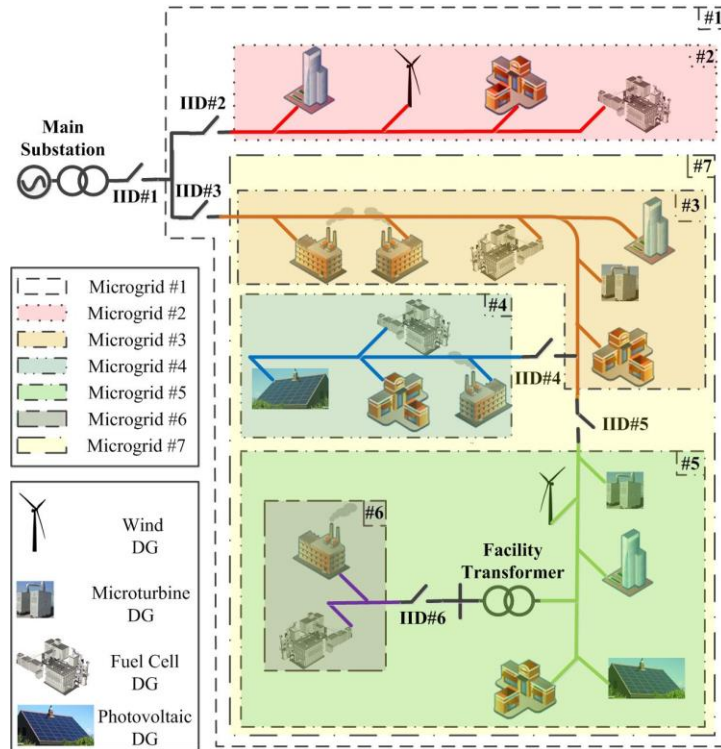 #1
#2
IID#2
Main
Substation
IID#1
IID#3
#7
#3
#4
IID#4
IID#5
Microgrid #1
Microgrid #2
Microgrid #3
Microgrid #4
Microgrid #5
Microgrid #6
Microgrid #7
#5
#6
Facility
Transformer
IID#6
Wind
DG
Microturbine
DG
Fuel Cell
DG
Photovoltaic
DG